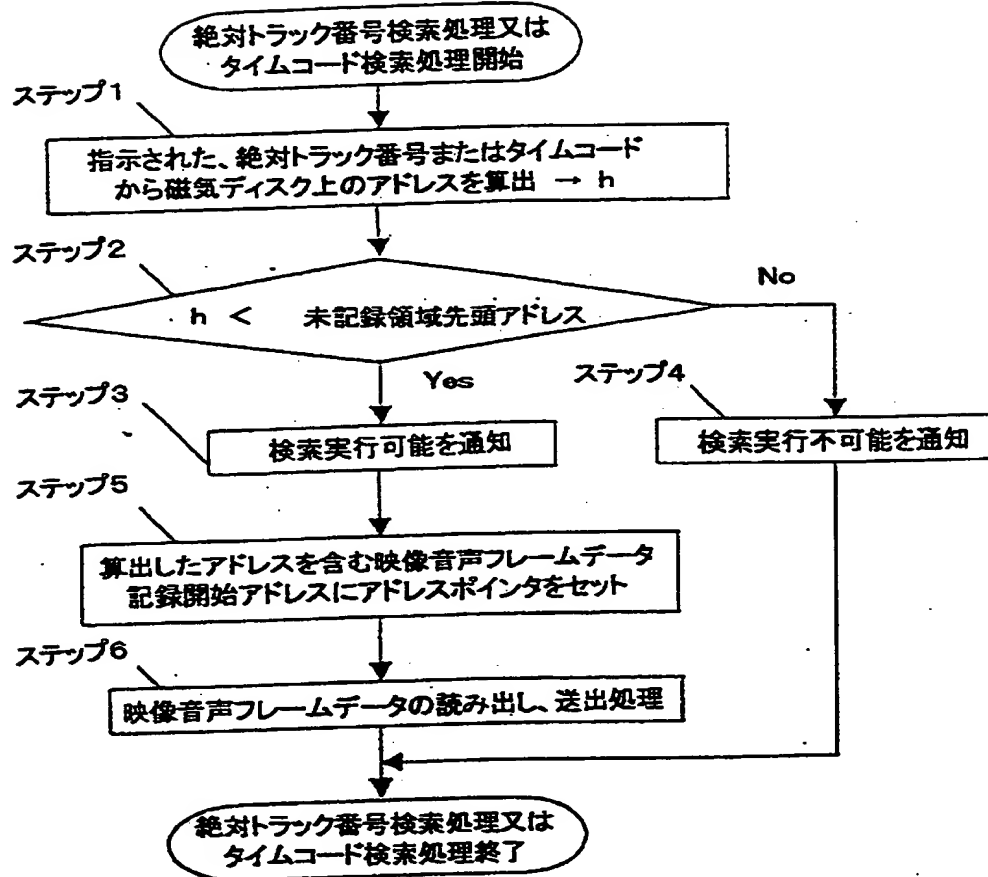 絶対トラック番号検索処理又は
タイムコード検索処理開始
ステップ1
指示された、絶対トラック番号またはタイムコード
から磁気ディスク上のアドレスを算出 → h
ステップ2
h < 未記録領域先頭アドレス
No
Yes
ステップ3
検索実行可能を通知
ステップ4
検索実行不可能を通知
ステップ5
算出したアドレスを含む映像音声フレームデータ
記録開始アドレスにアドレスポインタをセット
ステップ6
映像音声フレームデータの読み出し、送出処理
絶対トラック番号検索処理又は
タイムコード検索処理終了